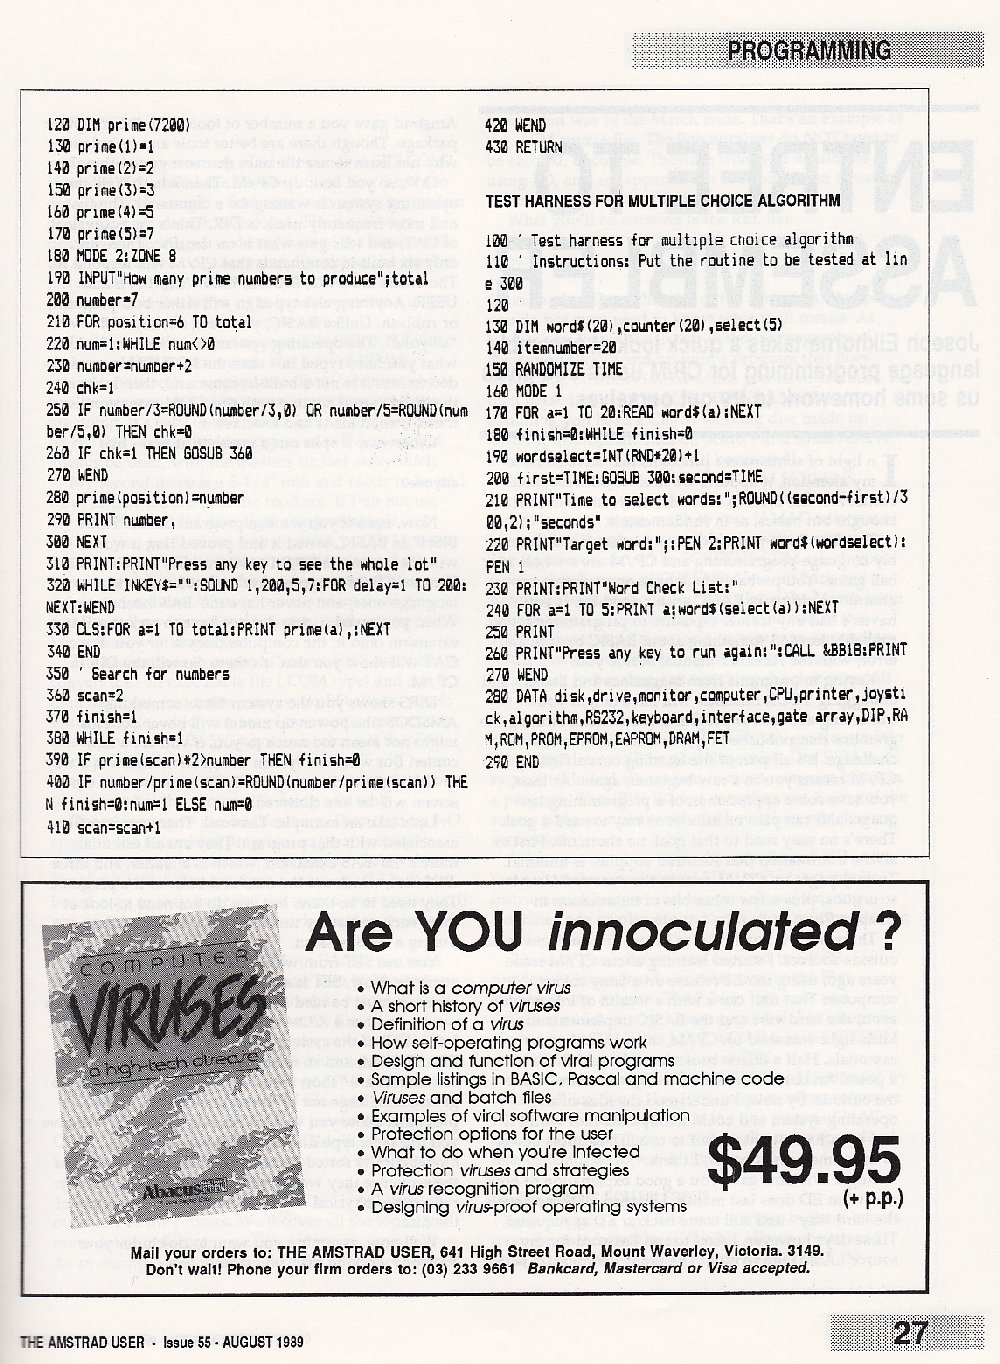 PROGRAMMING
120 DIM prime(7200)
130 prime(1)=1
140 prime(2)=2
150 prime(3)=3
160 prime(4)=5
170 prime(5)=7
180 MODE 2:ZONE 8
190 INPUT"How many prime numbers to produce";total
200 number=7
210 FOR position=6 TO total
220 num=1:WHILE num<>0
230 number=number+2
240 chk=1
250 IF number/3=ROUND(number/3,0) OR number/5=ROUND(num
ber/5,0) THEN chk=0
260 IF chk=1 THEN GOSUB 360
270 WEND
280 prime(position)=number
290 PRINT number,
300 NEXT
310 PRINT:PRINT"Press any key to see the whole lot"
320 WHILE INKEY$="":SOUND 1,200,5,7:FOR delay=1 TO 200:
NEXT:WEND
330 CLS:FOR a=1 TO total:PRINT prime(a),:NEXT
340 END
350 ' Search for numbers
360 scan=2
370 finish=1
380 WHILE finish=1
390 IF prime(scan)*2>number THEN finish=0
400 IF number/prime(scan)=ROUND(number/prime(scan)) THE
N finish=0:num=1 ELSE num=0
410 scan=scan+1
420 WEND
430 RETURN
TEST HARNESS FOR MULTIPLE CHOICE ALGORITHM
100 ' Test harness for multiple choice algorithm
110 ' Instructions: Put the routine to be tested at lin
e 300
120 '
130 DIM word$(20),counter(20),select(5)
140 itemnumber=20
150 RANDOMIZE TIME
160 MODE 1
170 FOR a=1 TO 20:READ word$(a):NEXT
180 finish=0:WHILE finish=0
190 wordselect=INT(RND*20)+1
200 first=TIME:GOSUB 300:second=TIME
210 PRINT"Time to select words:";ROUND((second-first)/3
00,2);"seconds"
220 PRINT"Target word:";:PEN 2:PRINT word$(wordselect):
PEN 1
230 PRINT:PRINT"Word Check List:"
240 FOR a=1 TO 5:PRINT a;word$(select(a)):NEXT
250 PRINT
260 PRINT"Press any key to run again:":CALL &BB18:PRINT
270 WEND
280 DATA disk,drive,monitor,computer,CPU,printer,joysti
ck,algorithm,RS232,keyboard,interface,gate array,DIP,RA
M,ROM,PROM,EPROM,EAPROM,DRAM,FET
290 END
COMPUTER
VIRUSES
a high-tech disease
Abacus
Are YOU innoculated ?
• What is a computer virus
• A short history of viruses
• Definition of a virus
• How self-operating programs work
• Design and function of viral programs
• Sample listings in BASIC, Pascal and machine code
• Viruses and batch files
• Examples of viral software manipulation
• Protection options for the user
• What to do when you're infected
• Protection viruses and strategies
• A virus recognition program
• Designing virus-proof operating systems
$49.95
(+ p.p.)
Mail your orders to: THE AMSTRAD USER, 641 High Street Road, Mount Waverley, Victoria. 3149.
Don't wait! Phone your firm orders to: (03) 233 9661 Bankcard, Mastercard or Visa accepted.
THE AMSTRAD USER - Issue 55 - AUGUST 1989
27